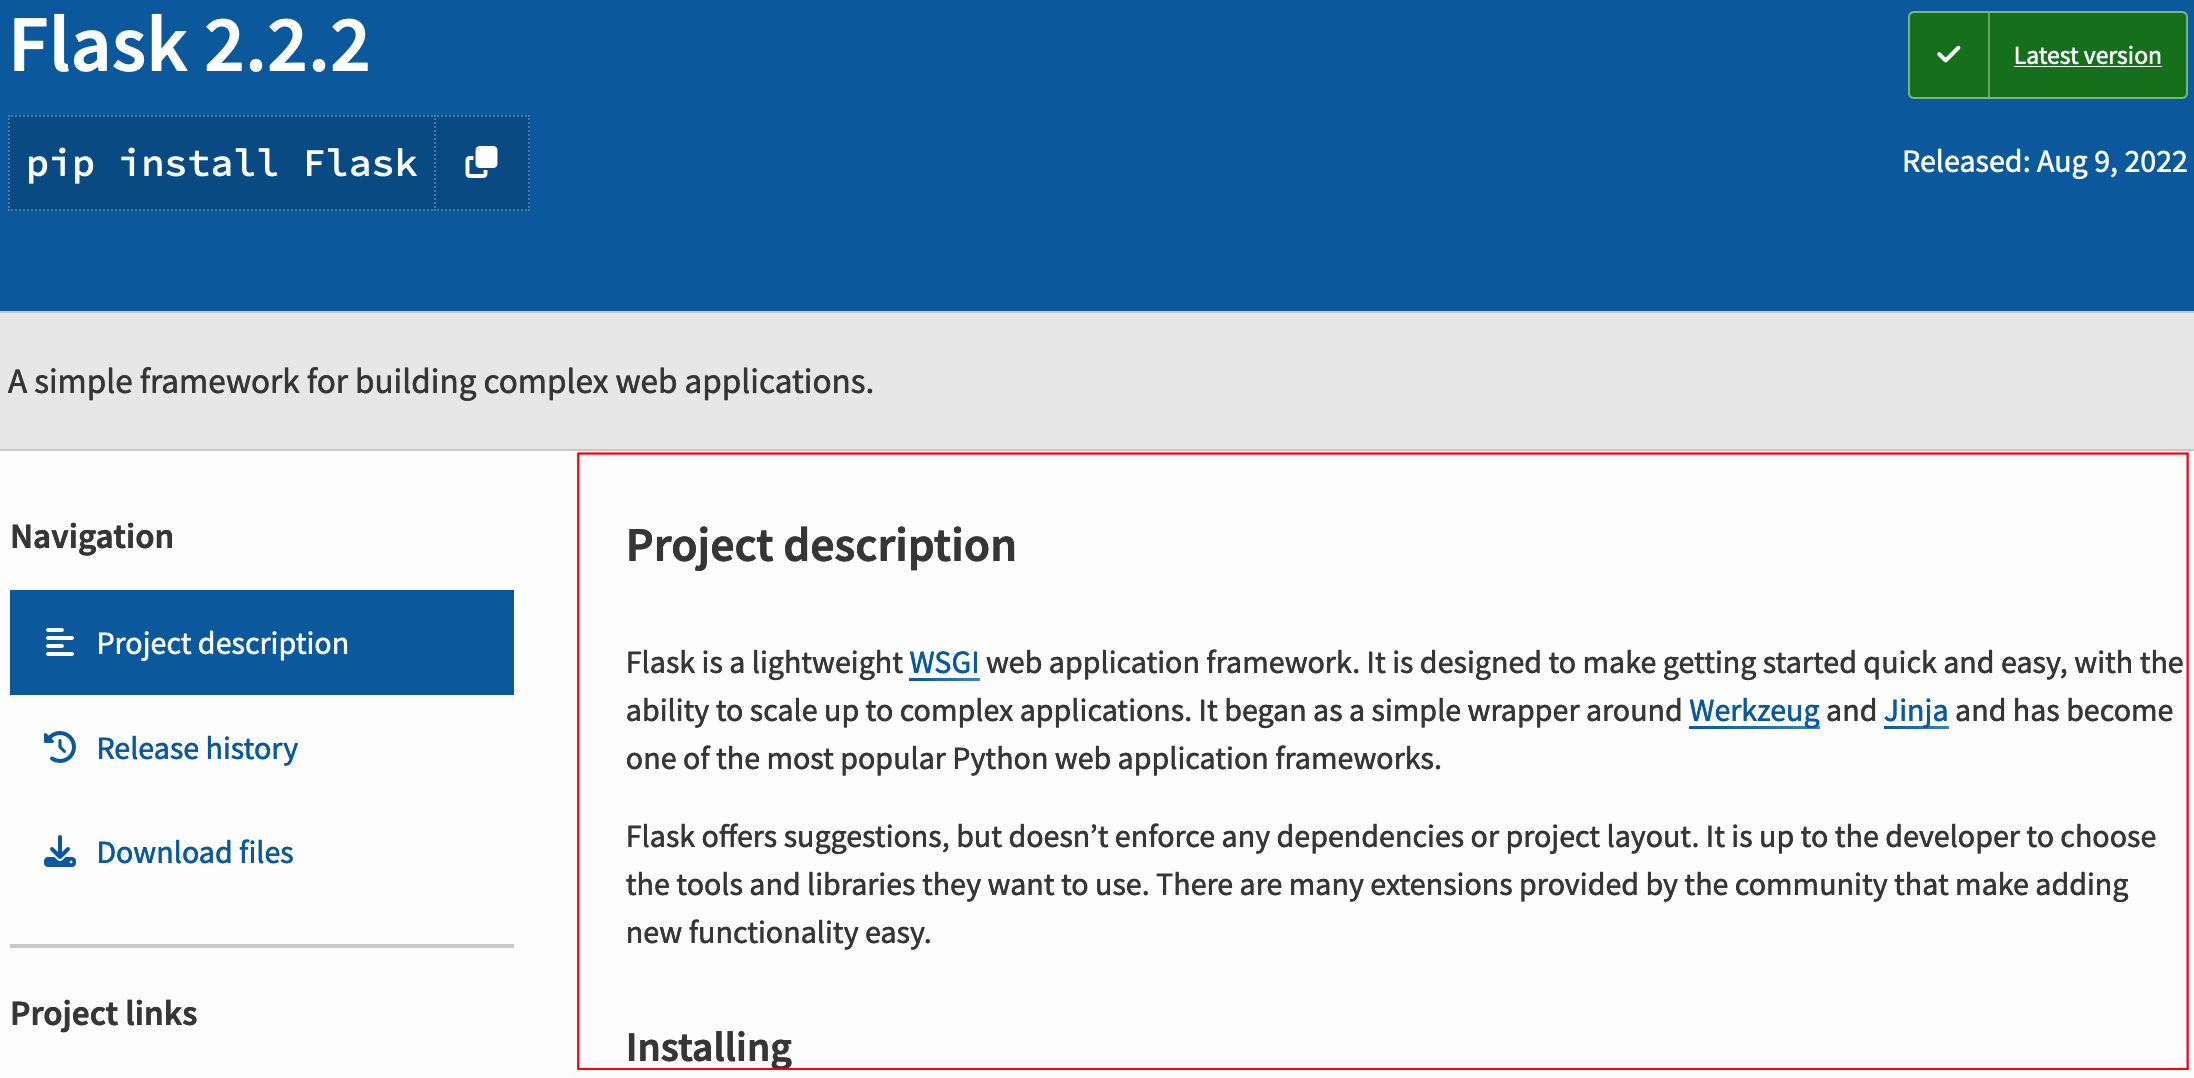 Flask 2.2.2
Latest version
pip install Flask
Released: Aug 9, 2022
A simple framework for building complex web applications.
Navigation
Project description
Release history
Download files
Project links
Project description
Flask is a lightweight WSGI web application framework. It is designed to make getting started quick and easy, with the
ability to scale up to complex applications. It began as a simple wrapper around Werkzeug and Jinja and has become
one of the most popular Python web application frameworks.
Flask offers suggestions, but doesn’t enforce any dependencies or project layout. It is up to the developer to choose
the tools and libraries they want to use. There are many extensions provided by the community that make adding
new functionality easy.
Installing